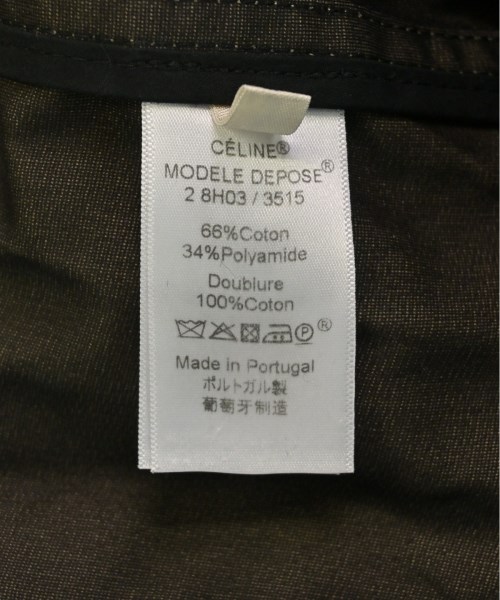 CÉLINE®
MODELE DEPOSE®
2 8H03 / 3515
66%Coton
34%Polyamide
Doublure
100%Coton
P®
Made in Portugal
ポルトガル製
葡萄牙制造